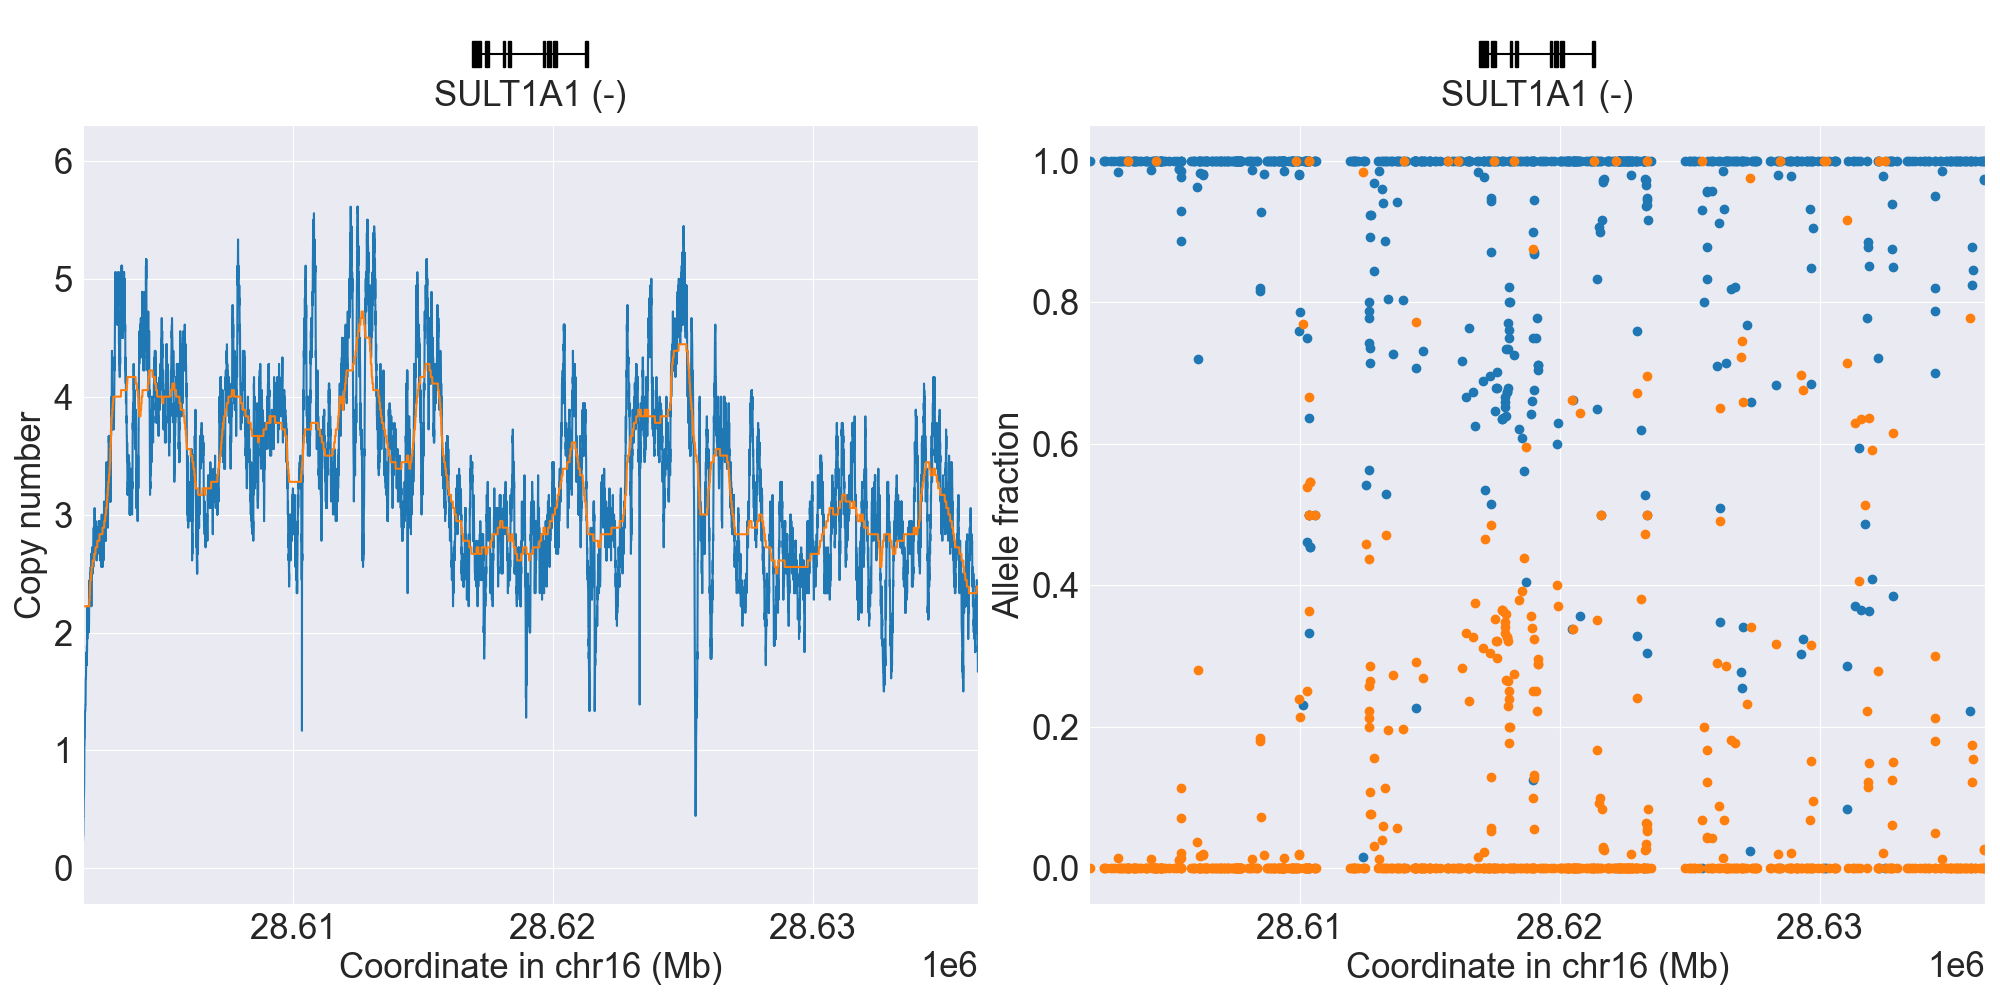 SULT1A1 (-)
6
5
4
3
2
1
0
Copy number
28.61
28.62
28.63
1e6
Coordinate in chr16 (Mb)
SULT1A1 (-)
1.0
0.8
0.6
0.4
0.2
0.0
Allele fraction
28.61
28.62
28.63
1e6
Coordinate in chr16 (Mb)